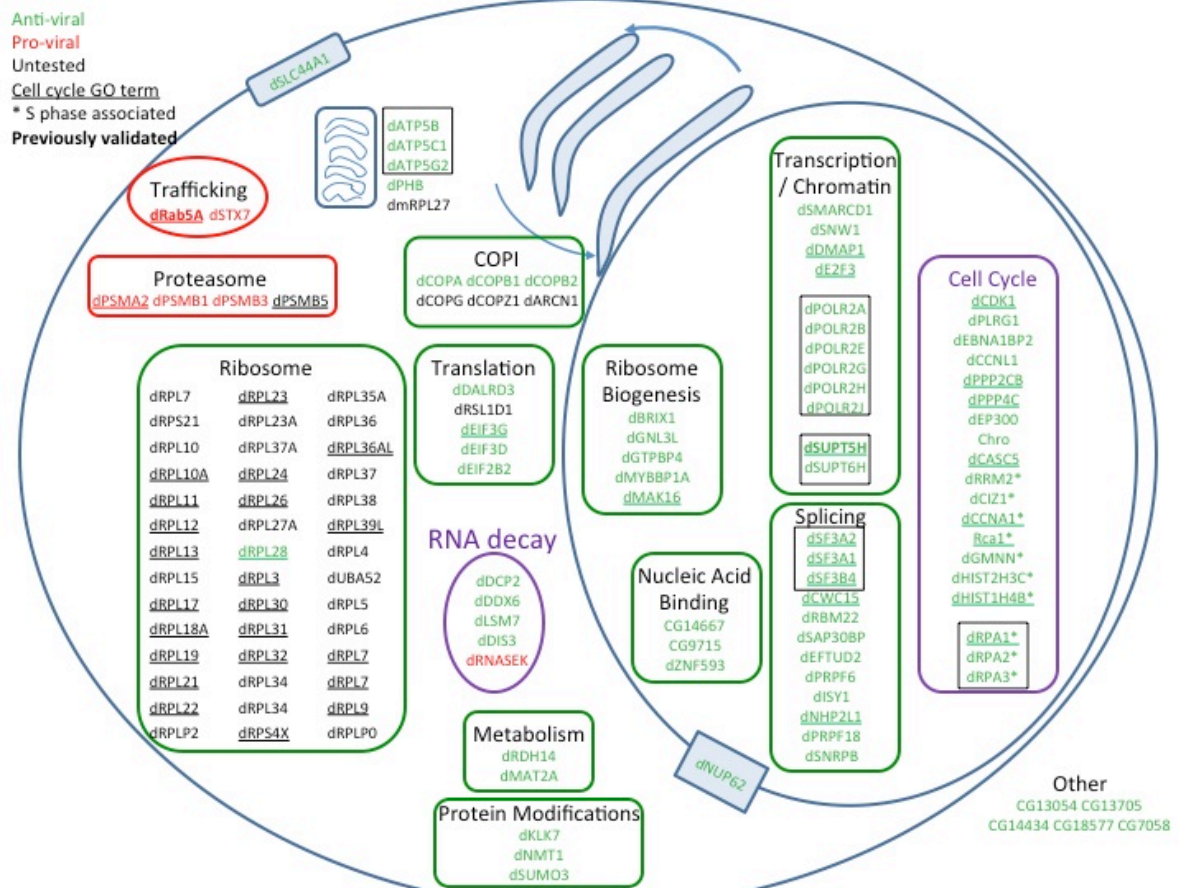 Anti-viral
Pro-viral
Untested
Cell cycle GO term
* S phase associated
Previously validated
dSLC44A1
dATP5B
dATP5C1
dATP5G2
dPHB
dmRPL27
Trafficking
dRab5A dSTX7
Proteasome
dPSMA2 dPSMB1 dPSMB3 dPSMB5
COPI
dCOPA dCOPB1 dCOPB2
dCOPG dCOPZ1 dARCN1
Ribosome
dRPL7 dRPL23 dRPL35A
dRPS21 dRPL23A dRPL36
dRPL10 dRPL37A dRPL36AL
dRPL10A dRPL24 dRPL37
dRPL11 dRPL26 dRPL38
dRPL12 dRPL27A dRPL39L
dRPL13 dRPL28 dRPL4
dRPL15 dRPL3 dUBA52
dRPL17 dRPL30 dRPL5
dRPL18A dRPL31 dRPL6
dRPL19 dRPL32 dRPL7
dRPL21 dRPL34 dRPL7
dRPL22 dRPL34 dRPL9
dRPLP2 dRPS4X dRPLP0
Translation
dDALRD3
dRSL1D1
dEIF3G
dEIF3D
dEIF2B2
RNA decay
dDCP2
dDDX6
dLSM7
dDIS3
dRNASEK
Metabolism
dRDH14
dMAT2A
Protein Modifications
dKLK7
dNMT1
dSUMO3
Ribosome
Biogenesis
dBRIX1
dGNL3L
dGTPBP4
dMYBBP1A
dMAK16
Nucleic Acid
Binding
CG14667
CG9715
dZNF593
dNUP62
Transcription
/ Chromatin
dSMARCD1
dSNW1
dDMAP1
dE2F3
dPOLR2A
dPOLR2B
dPOLR2E
dPOLR2G
dPOLR2H
dPOLR2J
dSUPT5H
dSUPT6H
Splicing
dSF3A2
dSF3A1
dSF3B4
dCWC15
dRBM22
dSAP30BP
dEFTUD2
dPRPF6
dISY1
dNHP2L1
dPRPF18
dSNRPB
Cell Cycle
dCDK1
dPLRG1
dEBNA1BP2
dCCNL1
dPPP2CB
dPPP4C
dEP300
Chro
dCASC5
dRRM2*
dCIZ1*
dCCNA1*
Rca1*
dGMNN*
dHIST2H3C*
dHIST1H4B*
dRPA1*
dRPA2*
dRPA3*
Other
CG13054 CG13705
CG14434 CG18577 CG7058